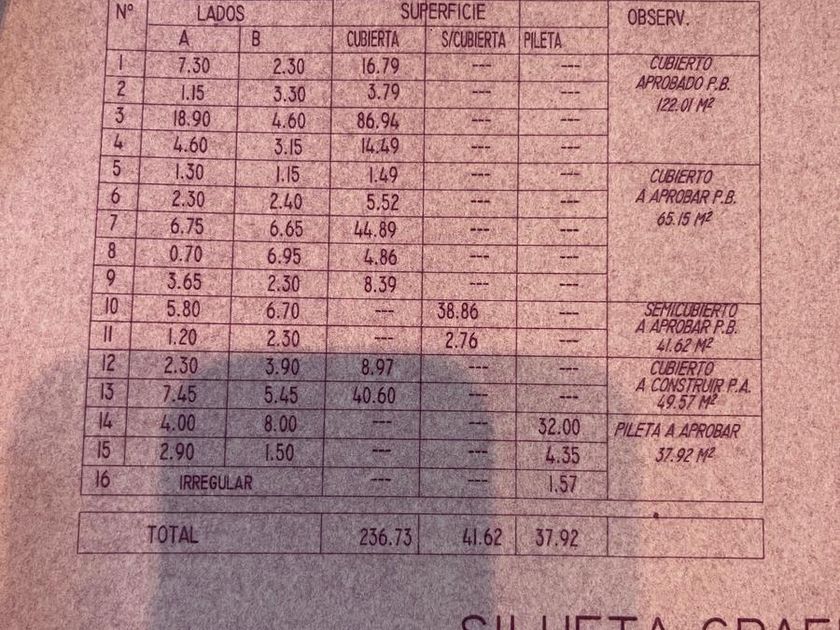 Nº LADOS SUPERFICIE OBSERV.
A B CUBIERTA S/CUBIERTA PILETA
1 7.30 2.30 16.79 --- --- CUBIERTO
2 1.15 3.30 3.79 --- --- APROBADO P.B.
3 18.90 4.60 86.94 --- --- 122.01 M²
4 4.60 3.15 14.49 --- ---
5 1.30 1.15 1.49 --- --- CUBIERTO
6 2.30 2.40 5.52 --- --- A APROBAR P.B.
7 6.75 6.65 44.89 --- --- 65.15 M²
8 0.70 6.95 4.86 --- ---
9 3.65 2.30 8.39 --- ---
10 5.80 6.70 --- 38.86 --- SEMICUBIERTO
A APROBAR P.B.
11 1.20 2.30 --- 2.76 --- 41.62 M²
12 2.30 3.90 8.97 --- --- CUBIERTO
A CONSTRUIR P.A.
13 7.45 5.45 40.60 --- --- 49.57 M²
14 4.00 8.00 --- --- 32.00 PILETA A APROBAR
15 2.90 1.50 --- --- 4.35 37.92 M²
16 IRREGULAR --- --- 1.57
TOTAL 236.73 41.62 37.92
SILUETA